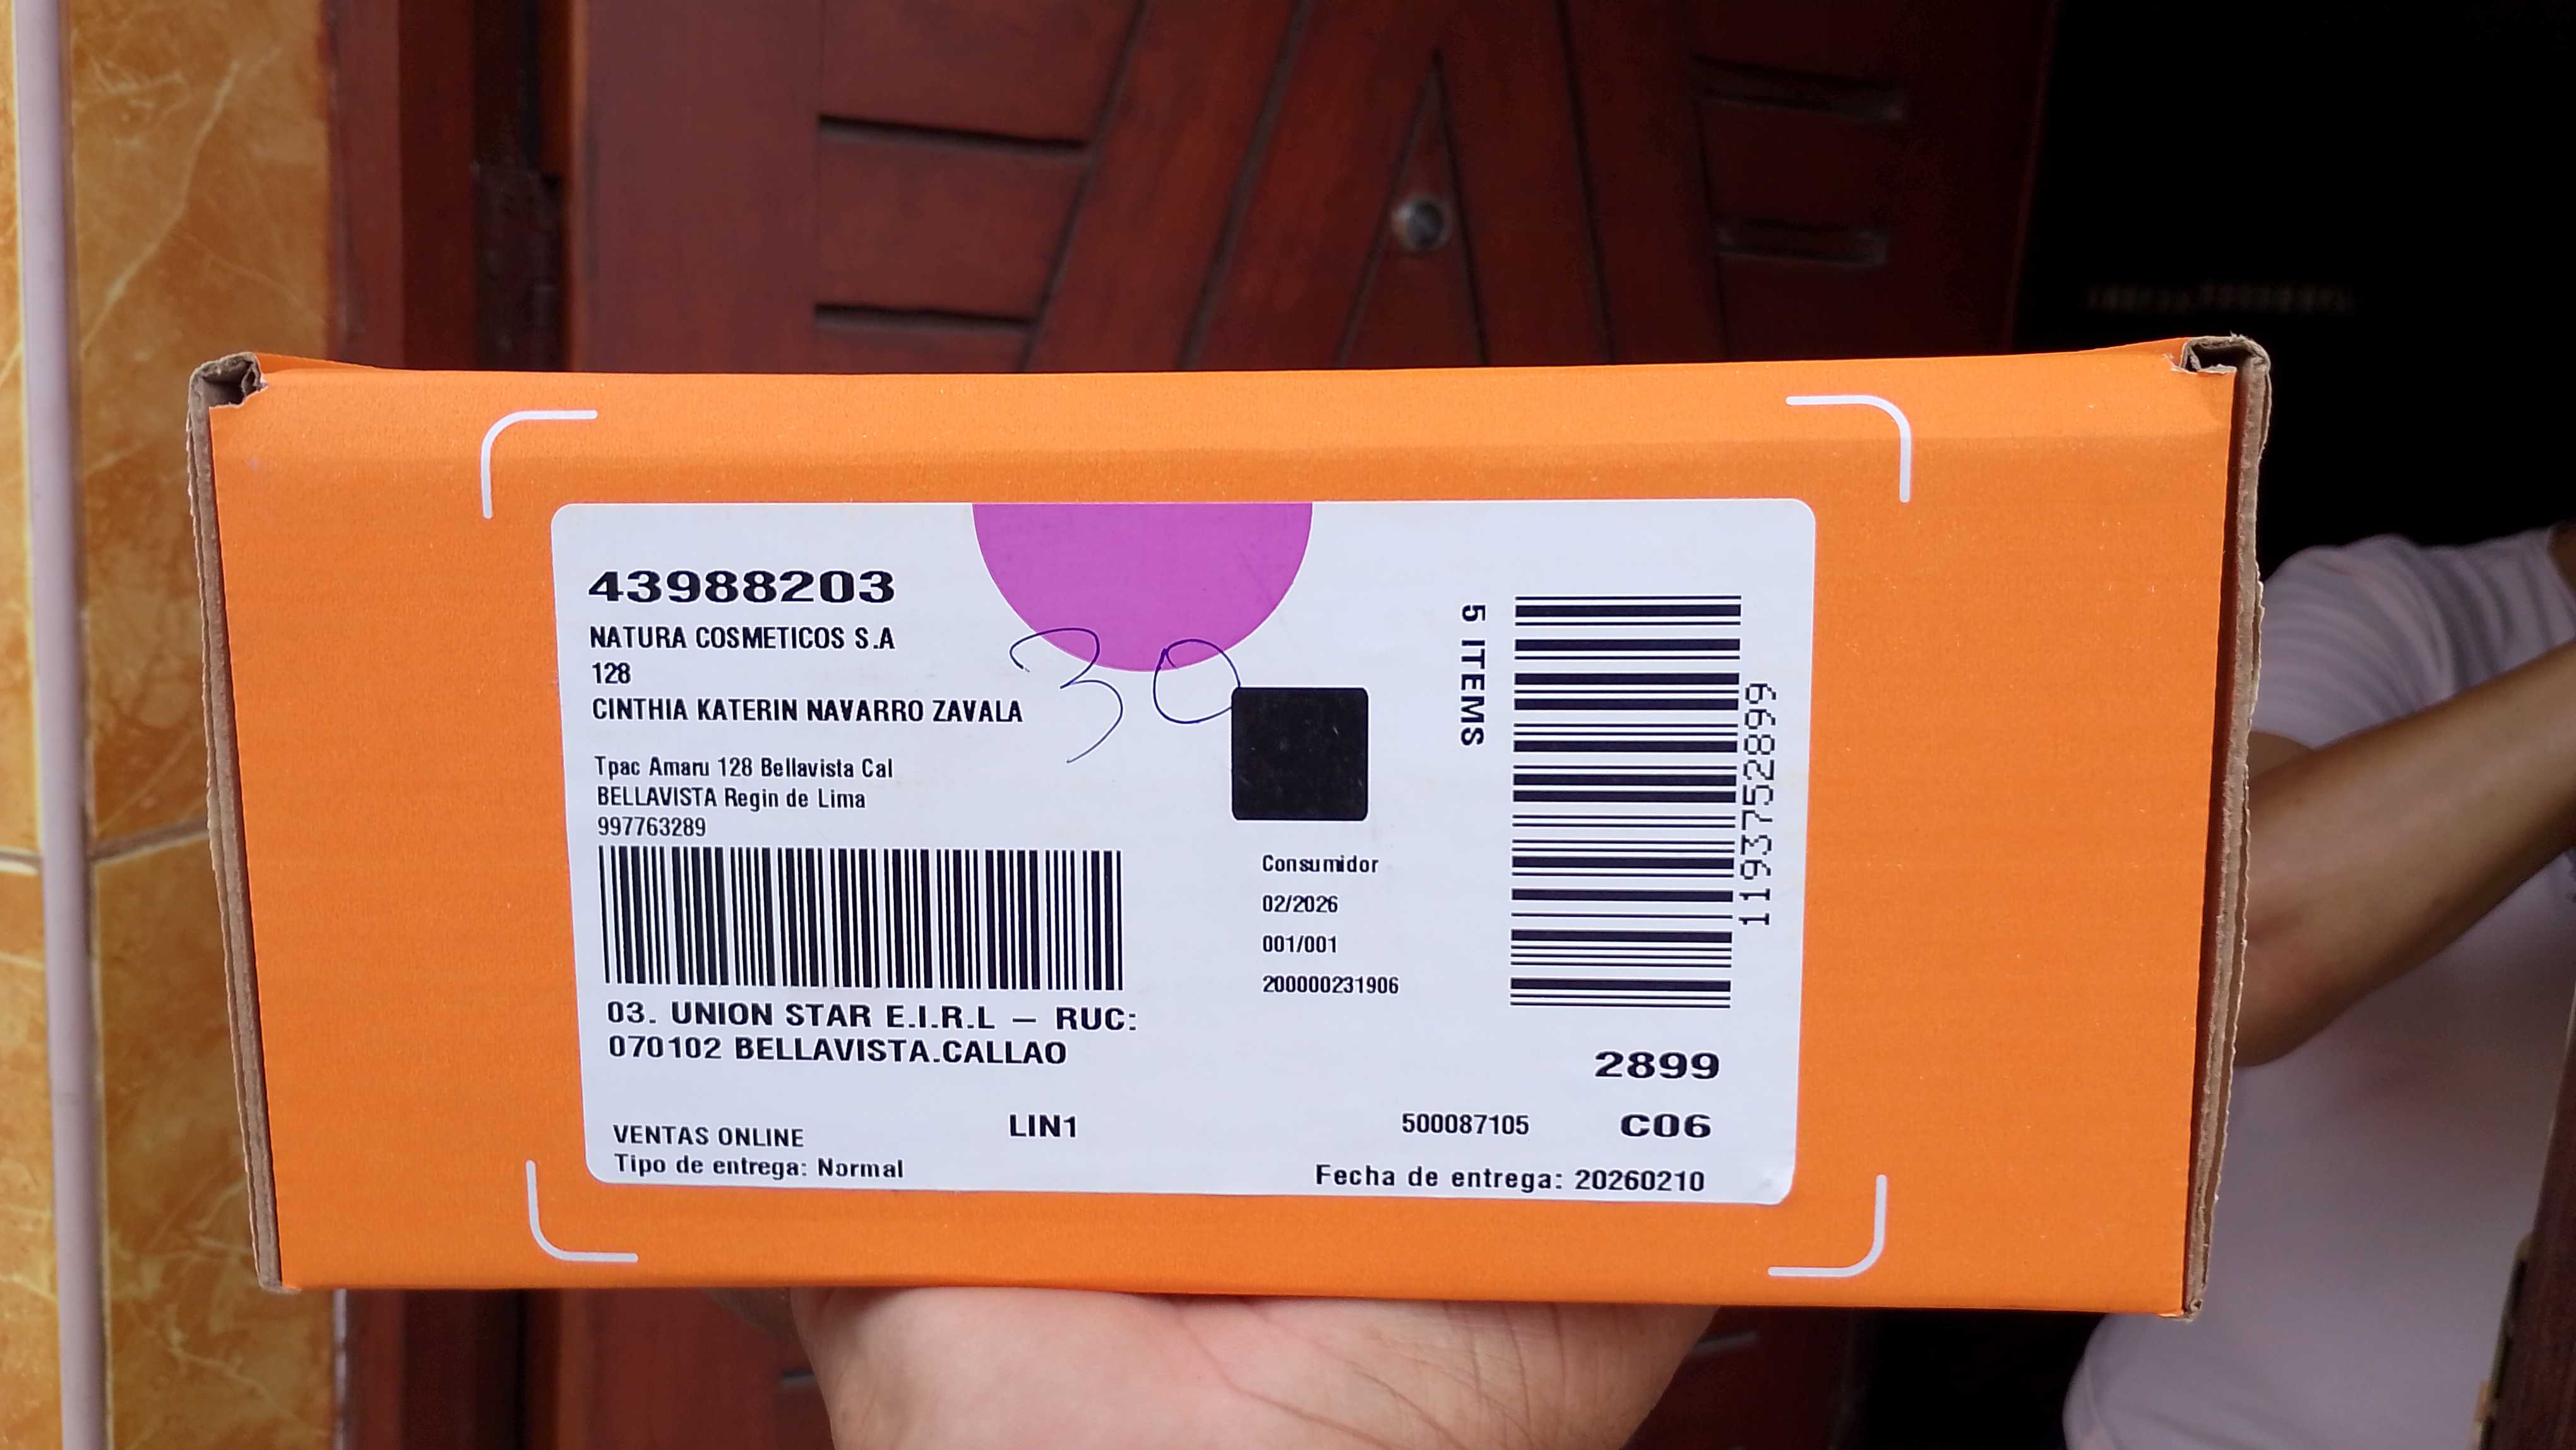 43988203
NATURA COSMETICOS S.A
128
CINTHIA KATERIN NAVARRO ZAVALA
30
Tpac Amaru 128 Bellavista Cal
BELLAVISTA Regin de Lima
997763289
5 ITEMS
11937752899
Consumidor
02/2026
001/001
200000231906
03. UNION STAR E.I.R.L – RUC:
070102 BELLAVISTA.CALLAO
2899
VENTAS ONLINE
LIN1
500087105
C06
Tipo de entrega: Normal
Fecha de entrega: 20260210